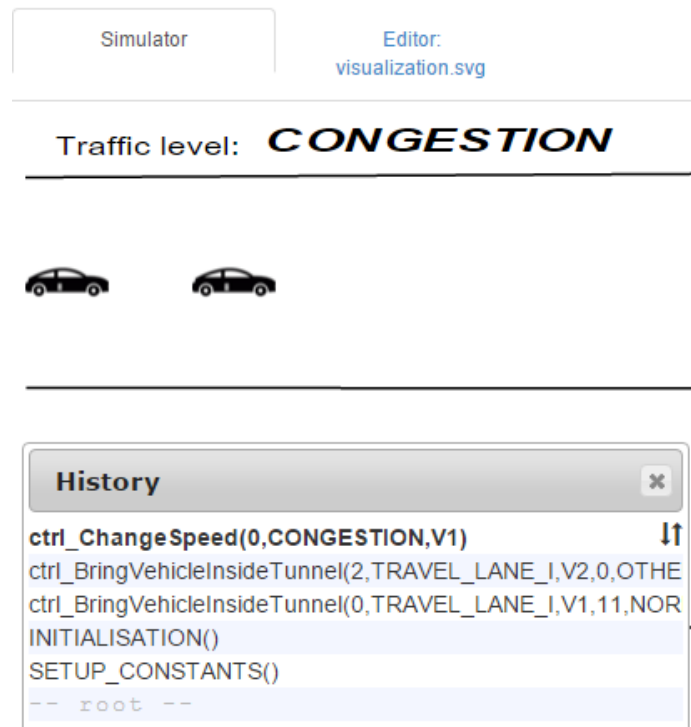 Simulator
Editor:
visualization.svg
Traffic level: CONGESTION
History
ctrl_ChangeSpeed(0,CONGESTION,V1)
ctrl_BringVehicleInsideTunnel(2,TRAVEL_LANE_I,V2,0,OTHE
ctrl_BringVehicleInsideTunnel(0,TRAVEL_LANE_I,V1,11,NOR
INITIALISATION()
SETUP_CONSTANTS()
-- root --